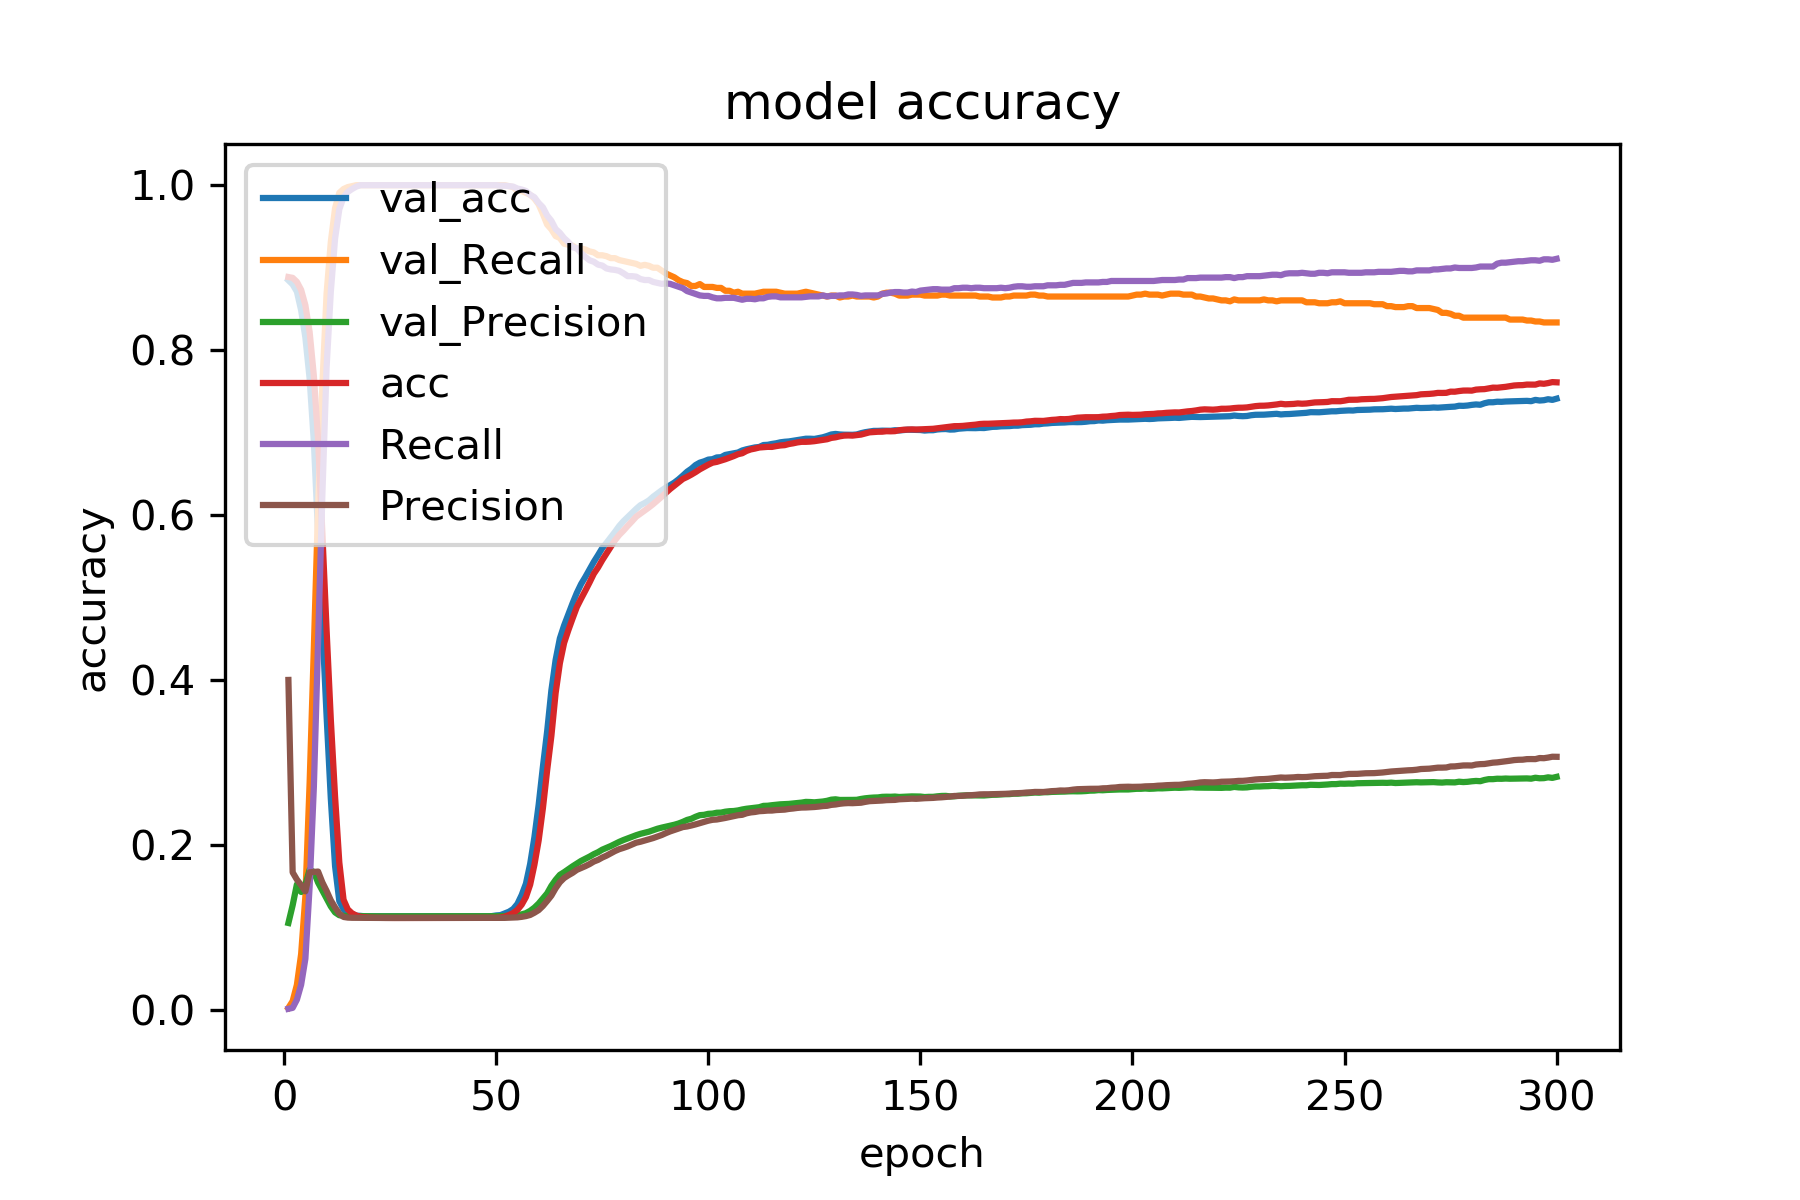 model accuracy
val_acc
val_Recall
val_Precision
acc
Recall
Precision
accuracy
1.0
0.8
0.6
0.4
0.2
0.0
0 50 100 150 200 250 300
epoch